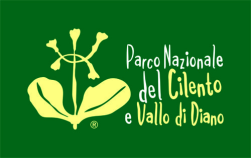 Parco Nazionale
del Cilento
e Vallo di Diano
®